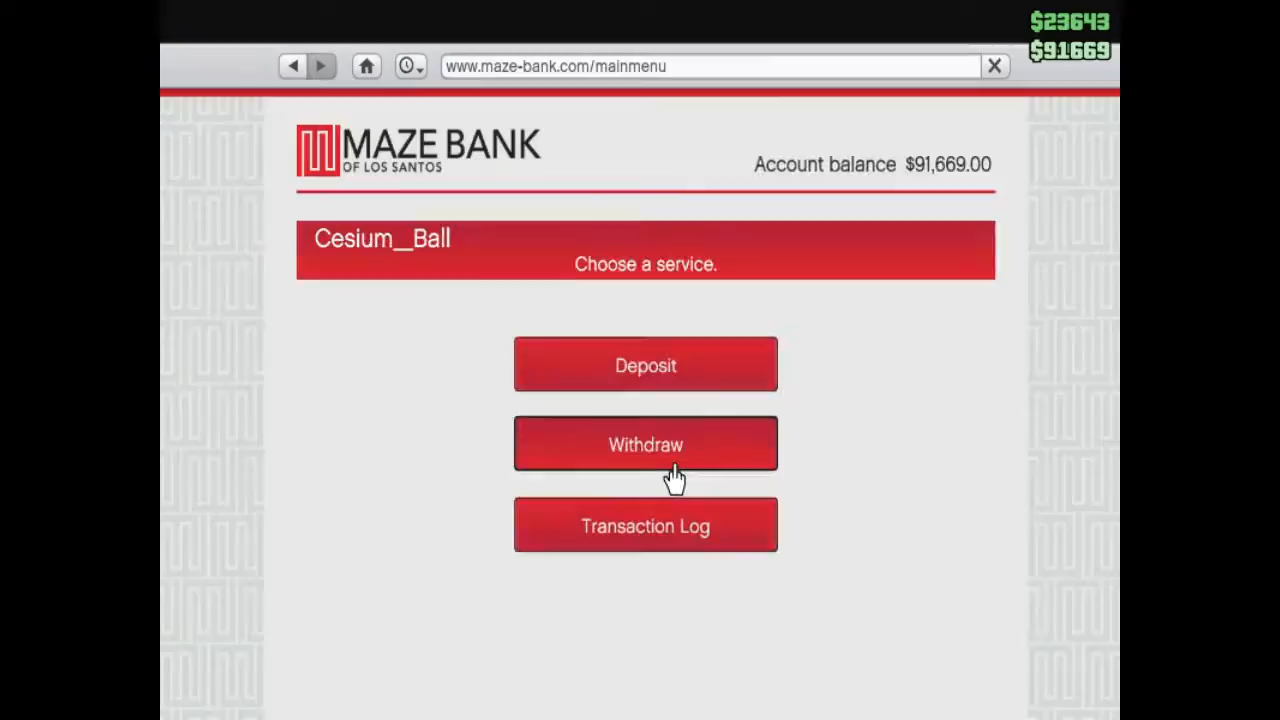 $23643
$91669
www.maze-bank.com/mainmenu
MAZE BANK
OF LOS SANTOS
Account balance $91,669.00
Cesium__Ball
Choose a service.
Deposit
Withdraw
Transaction Log